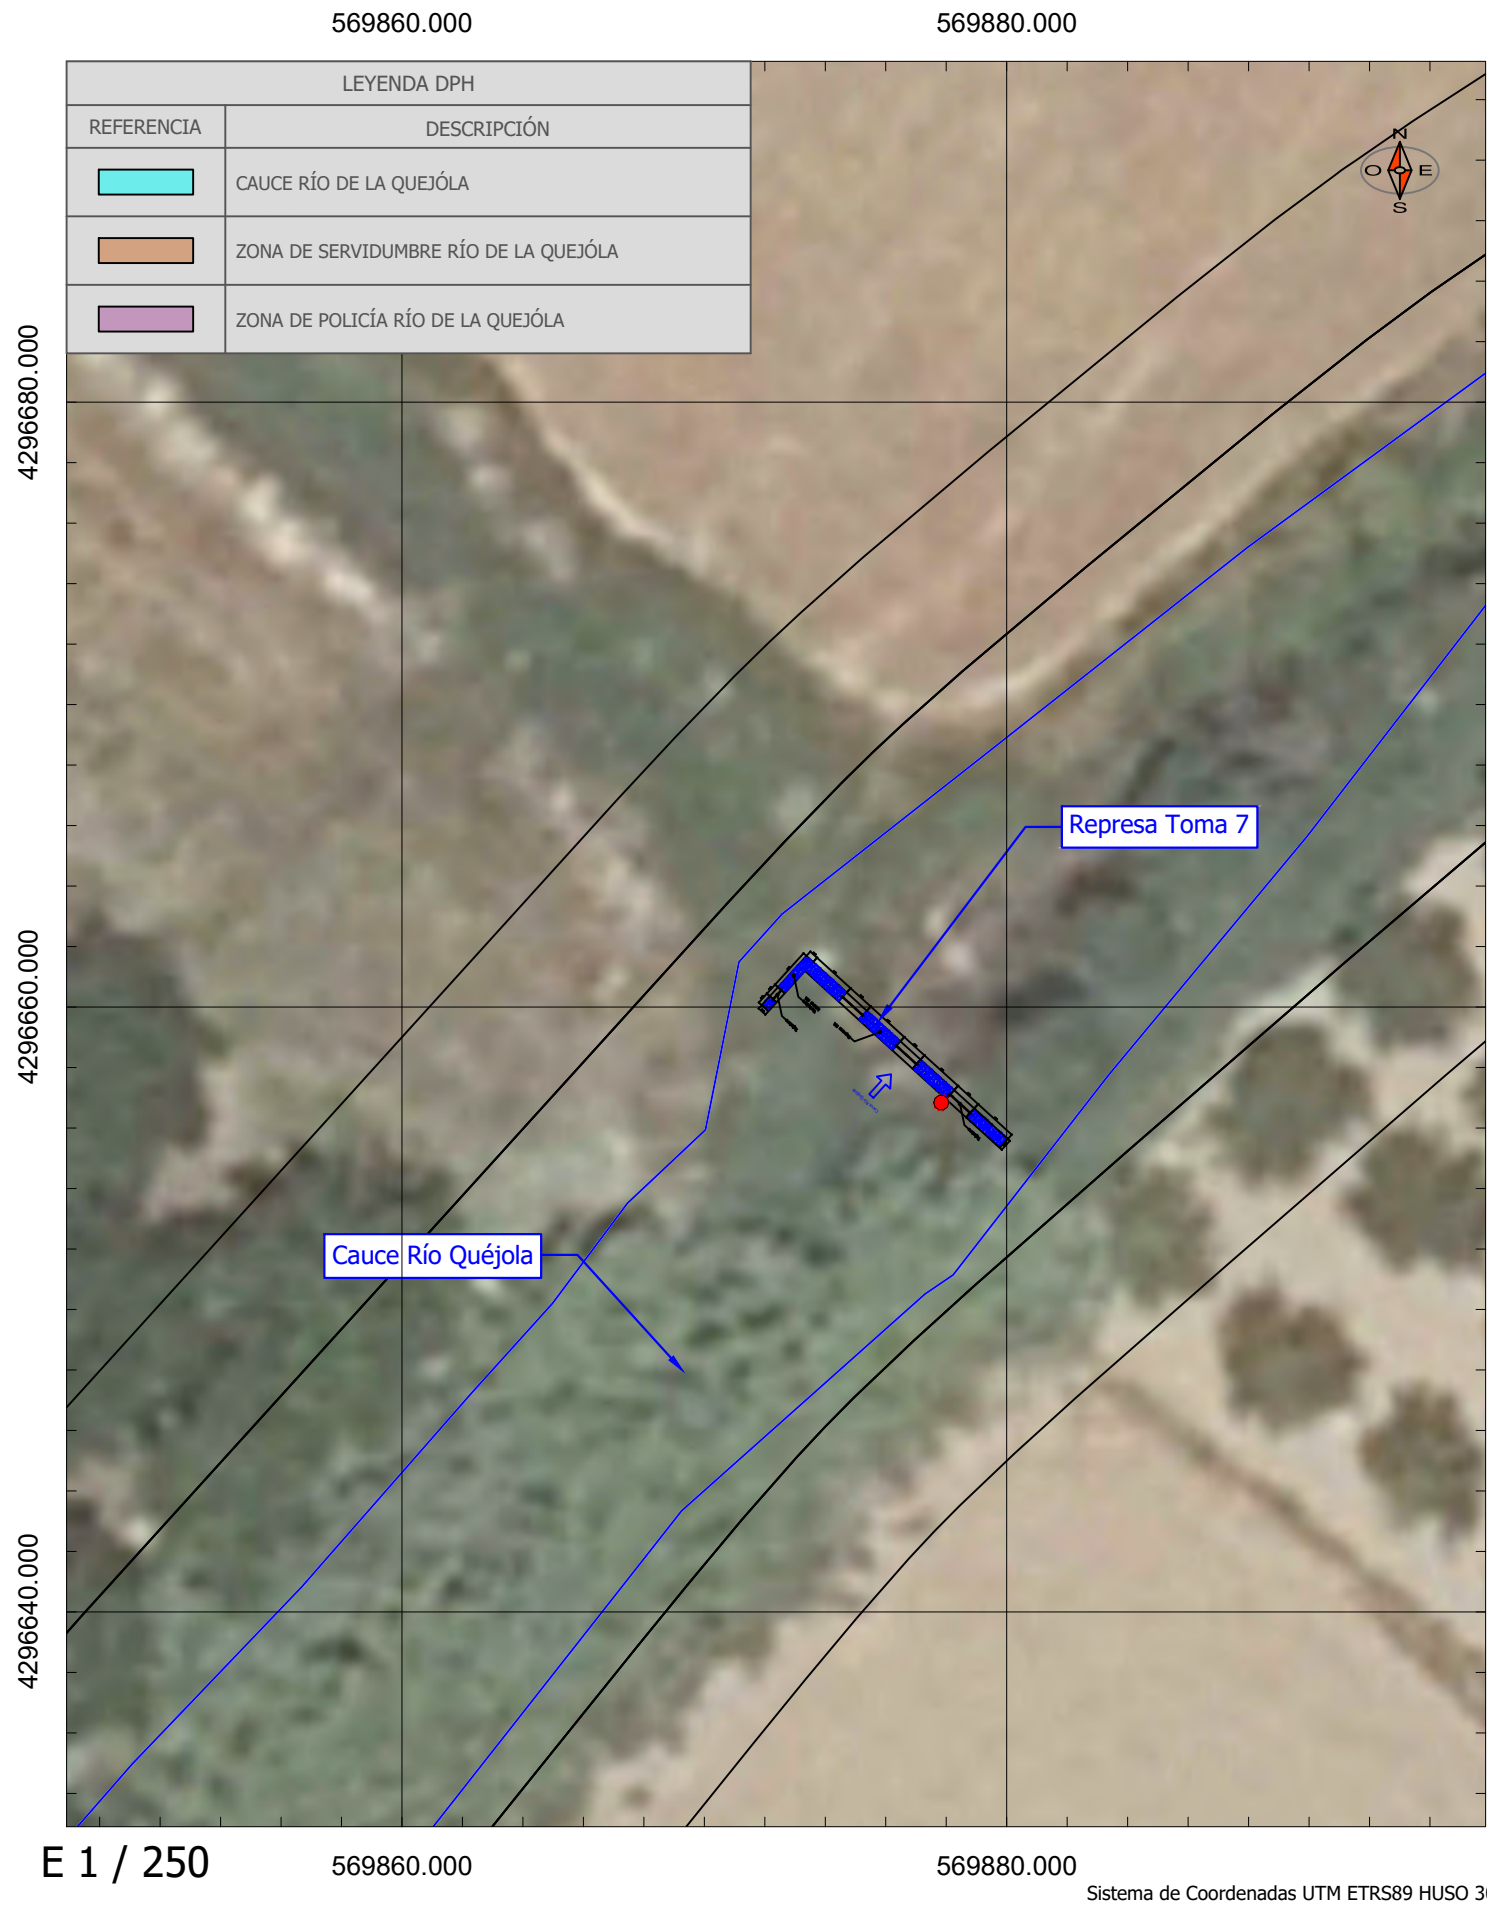 569860.000
569880.000
LEYENDA DPH
REFERENCIA
DESCRIPCIÓN
CAUCE RÍO DE LA QUEJÓLA
ZONA DE SERVIDUMBRE RÍO DE LA QUEJÓLA
ZONA DE POLICÍA RÍO DE LA QUEJÓLA
N
O
E
S
4296680.000
Represa Toma 7
4296660.000
Cauce Río Quéjola
4296640.000
E 1 / 250
569860.000
569880.000
Sistema de Coordenadas UTM ETRS89 HUSO